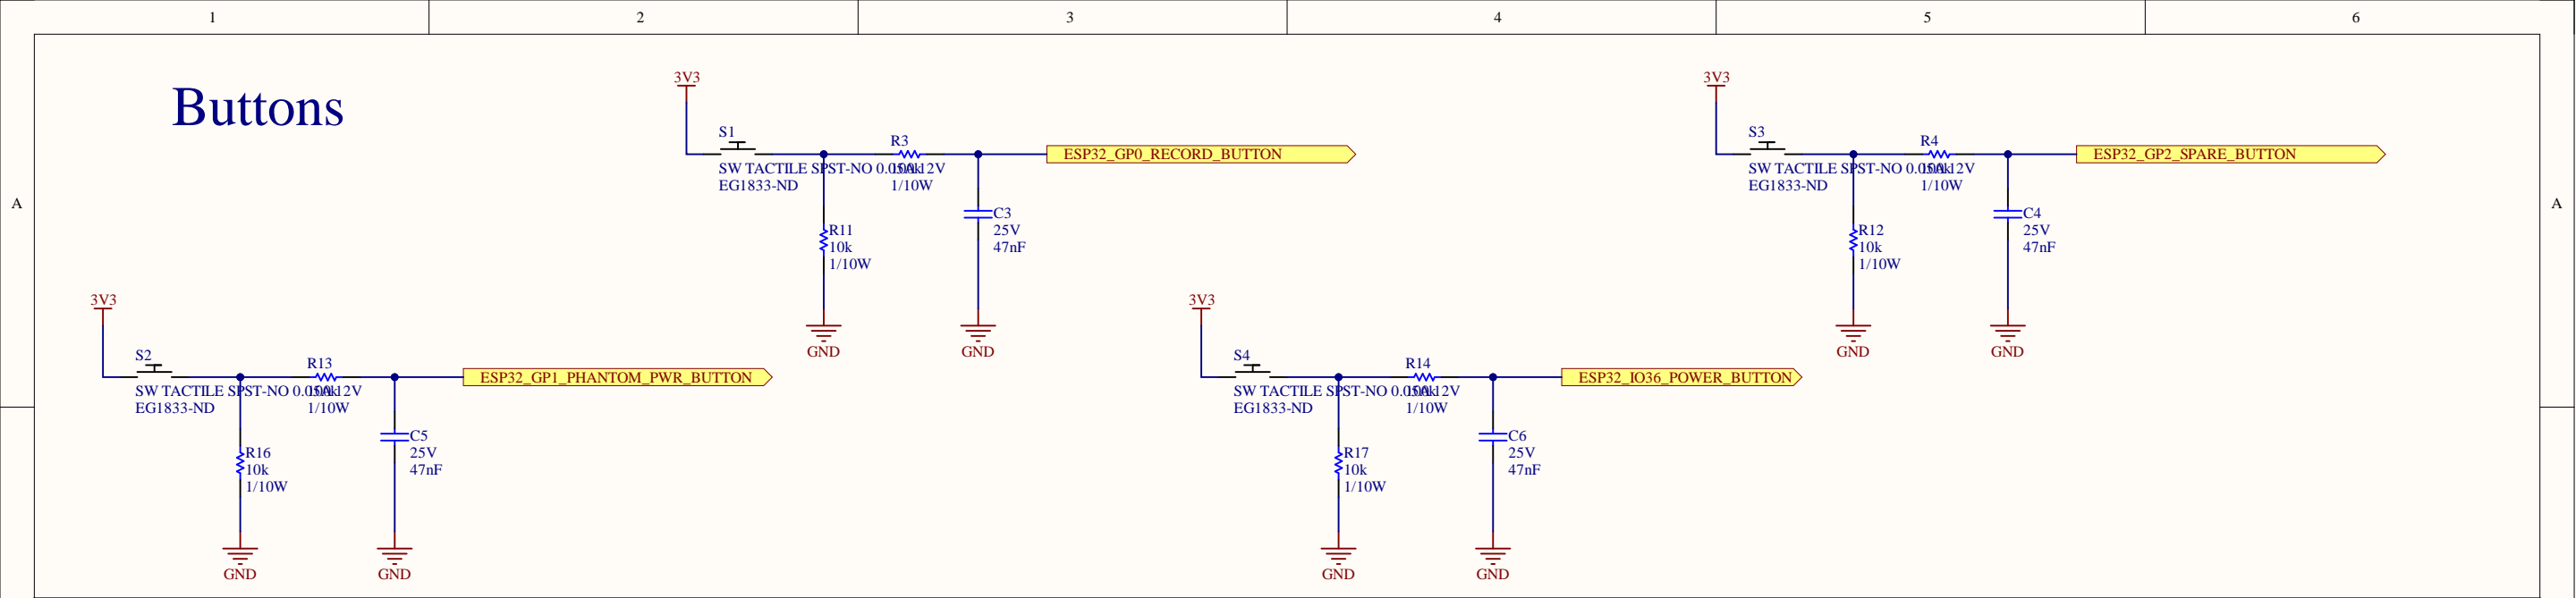 1 2 3 4 5 6
Buttons
A
A
3V3
S1
SW TACTILE SPST-NO 0.05A 12V
EG1833-ND
R3
1/10W
ESP32_GP0_RECORD_BUTTON
R11
10k
1/10W
C3
25V
47nF
GND
GND
3V3
S3
SW TACTILE SPST-NO 0.05A 12V
EG1833-ND
R4
1/10W
ESP32_GP2_SPARE_BUTTON
R12
10k
1/10W
C4
25V
47nF
GND
GND
3V3
S2
SW TACTILE SPST-NO 0.05A 12V
EG1833-ND
R13
1/10W
ESP32_GP1_PHANTOM_PWR_BUTTON
R16
10k
1/10W
C5
25V
47nF
GND
GND
3V3
S4
SW TACTILE SPST-NO 0.05A 12V
EG1833-ND
R14
1/10W
ESP32_IO36_POWER_BUTTON
R17
10k
1/10W
C6
25V
47nF
GND
GND